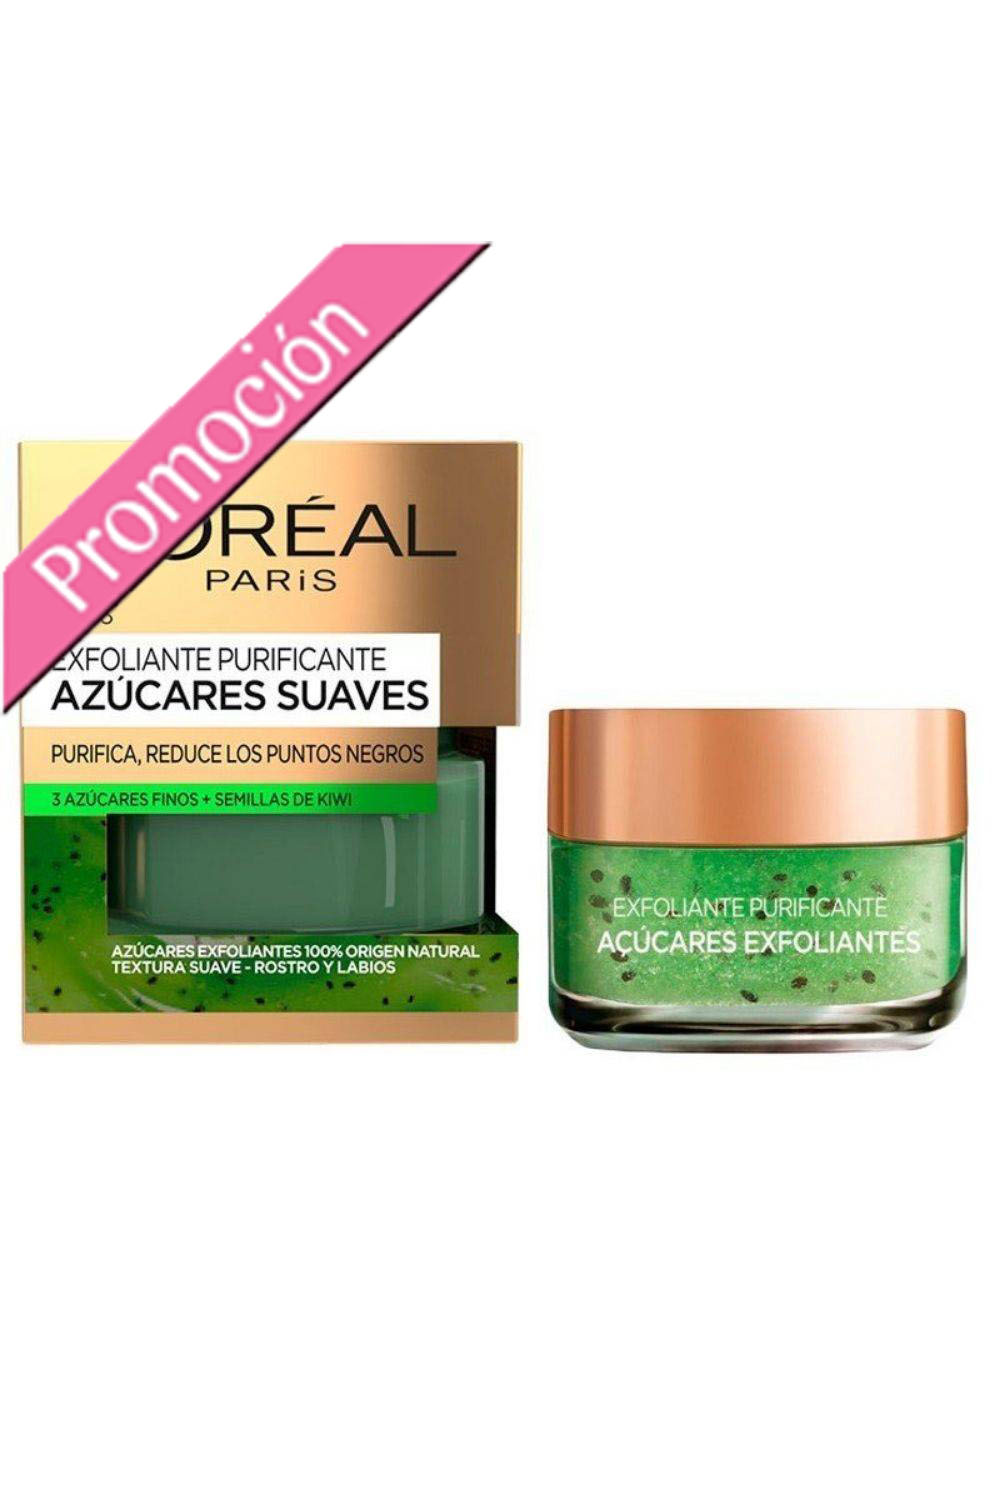 Promoción
ORÉAL
PARiS
EXFOLIANTE PURIFICANTE
AZÚCARES SUAVES
PURIFICA, REDUCE LOS PUNTOS NEGROS
3 AZÚCARES FINOS + SEMILLAS DE KIWI
AZÚCARES EXFOLIANTES 100% ORIGEN NATURAL
TEXTURA SUAVE - ROSTRO Y LABIOS
EXFOLIANTE PURIFICANTE
AÇÚCARES EXFOLIANTES